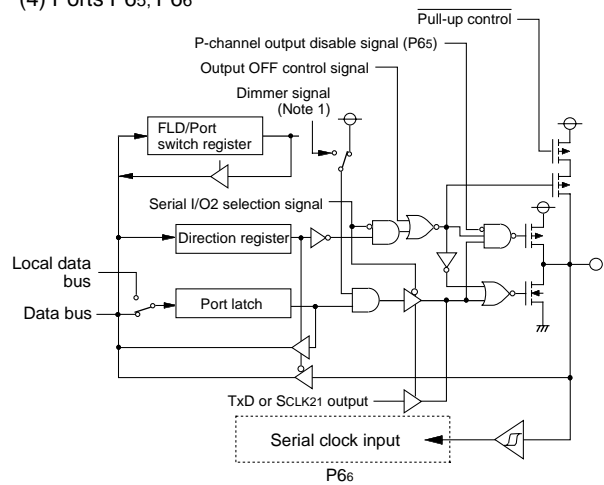 (4) Ports P65, P66
Pull-up control
P-channel output disable signal (P65)
Output OFF control signal
Dimmer signal
(Note 1)
FLD/Port
switch register
Serial I/O2 selection signal
Direction register
Local data
bus
Port latch
Data bus
TxD or SCLK21 output
Serial clock input
P66